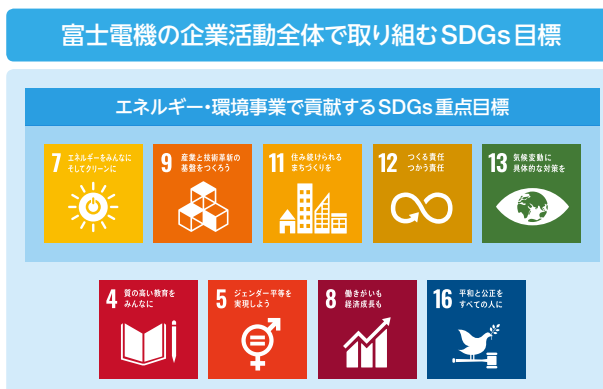 富士電機の企業活動全体で取り組むSDGs目標
エネルギー・環境事業で貢献するSDGs重点目標
7 エネルギーをみんなに
そしてクリーンに
9 産業と技術革新の
基盤をつくろう
11 住み続けられる
まちづくりを
12 つくる責任
つかう責任
13 気候変動に
具体的な対策を
4 質の高い教育を
みんなに
5 ジェンダー平等を
実現しよう
8 働きがいも
経済成長も
16 平和と公正を
すべての人に